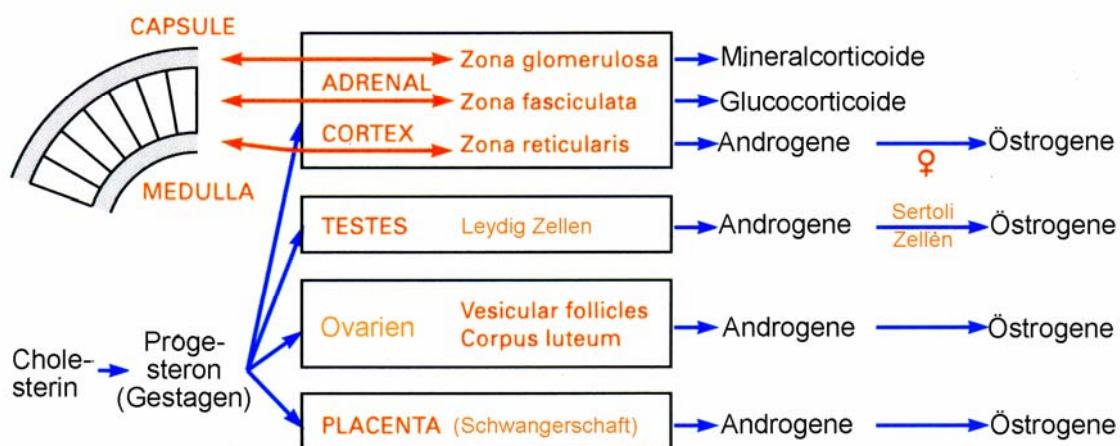 CAPSULE
ADRENAL
CORTEX
MEDULLA
Zona glomerulosa
Mineralcorticoide
Zona fasciculata
Glucocorticoide
Zona reticularis
Androgene
♀
Östrogene
TESTES
Leydig Zellen
Androgene
Sertoli
Zellen
Östrogene
Ovarien
Vesicular follicles
Corpus luteum
Androgene
Östrogene
Chole-
sterin
Proge-
steron
(Gestagen)
PLACENTA (Schwangerschaft)
Androgene
Östrogene